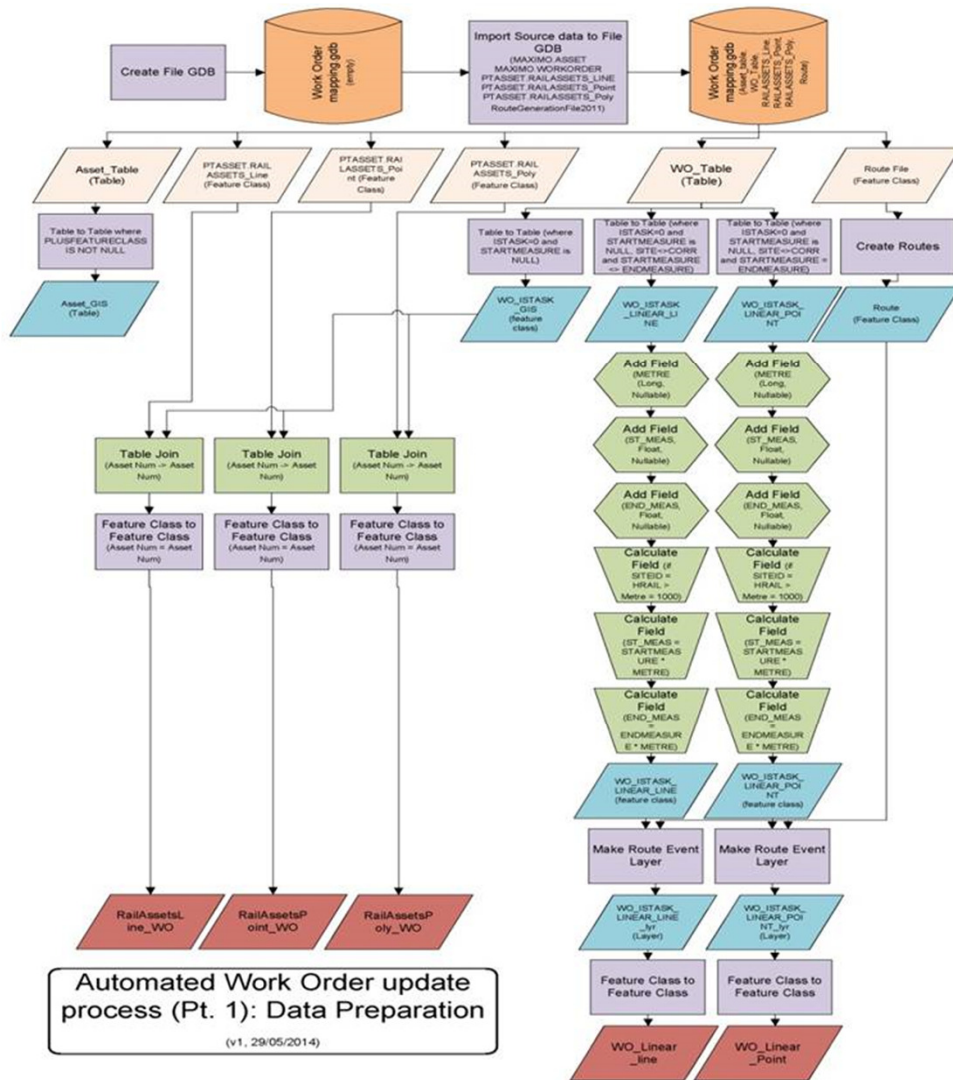 Create File GDB
Work Order
mapping.gdb
(empty)
Import Source data to File
GDB
(MAXIMO.ASSET
MAXIMO.WORKORDER
PTASSET.RAILASSETS_LINE
PTASSET.RAILASSETS_Point
PTASSET.RAILASSETS_Poly
RouteGenerationFile2011)
Work Order
mapping.gdb
(Asset_table,
WO_Table,
RAILASSETS_Line,
RAILASSETS_Point,
RAILASSETS_Poly,
Route)
Asset_Table
(Table)
PTASSET.RAIL
ASSETS_Line
(Feature Class)
PTASSET.RAI
LASSETS_Poi
nt (Feature
Class)
PTASSET.RAIL
ASSETS_Poly
(Feature Class)
WO_Table
(Table)
Route File
(Feature Class)
Table to Table where
PLUSFEATURECLASS
IS NOT NULL
Table to Table (where
ISTASK=0 and
STARTMEASURE is
NULL)
Table to Table (where
ISTASK=0 and
STARTMEASURE is
NULL, SITE<>CORR
and STARTMEASURE
<> ENDMEASURE)
Table to Table (where
ISTASK=0 and
STARTMEASURE is
NULL, SITE<>CORR
and STARTMEASURE =
ENDMEASURE)
Create Routes
Asset_GIS
(Table)
WO_ISTASK
_GIS
(feature
class)
WO_ISTASK
_LINEAR_LI
NE
WO_ISTASK
_LINEAR_POI
NT
Route
(Feature Class)
Add Field
(METRE
(Long,
Nullable)
Add Field
(METRE
(Long,
Nullable)
Add Field
(ST_MEAS,
Float,
Nullable)
Add Field
(ST_MEAS,
Float,
Nullable)
Table Join
(Asset Num -> Asset
Num)
Table Join
(Asset Num -> Asset
Num)
Table Join
(Asset Num -> Asset
Num)
Add Field
(END_MEAS,
Float,
Nullable)
Add Field
(END_MEAS,
Float,
Nullable)
Feature Class to
Feature Class
(Asset Num = Asset
Num)
Feature Class to
Feature Class
(Asset Num = Asset
Num)
Feature Class to
Feature Class
(Asset Num = Asset
Num)
Calculate
Field (if
SITEID =
HRAIL >
Metre = 1000)
Calculate
Field (if
SITEID =
HRAIL >
Metre = 1000)
Calculate
Field
(ST_MEAS =
STARTMEAS
URE *
METRE)
Calculate
Field
(ST_MEAS =
STARTMEAS
URE *
METRE)
Calculate
Field
(END_MEAS
=
ENDMEASUR
E * METRE)
Calculate
Field
(END_MEAS
=
ENDMEASUR
E * METRE)
WO_ISTASK_
LINEAR_LINE
(feature class)
WO_ISTASK_
LINEAR_POI
NT
(feature class)
Make Route Event
Layer
Make Route Event
Layer
RailAssetsL
ine_WO
RailAssetsP
oint_WO
RailAssetsP
oly_WO
WO_ISTASK_
LINEAR_LINE
_lyr
(Layer)
WO_ISTASK_
LINEAR_POI
NT_lyr
(Layer)
Feature Class to
Feature Class
Feature Class to
Feature Class
WO_Linear
_line
WO_Linear
_Point
Automated Work Order update
process (Pt. 1): Data Preparation
(v1, 29/05/2014)